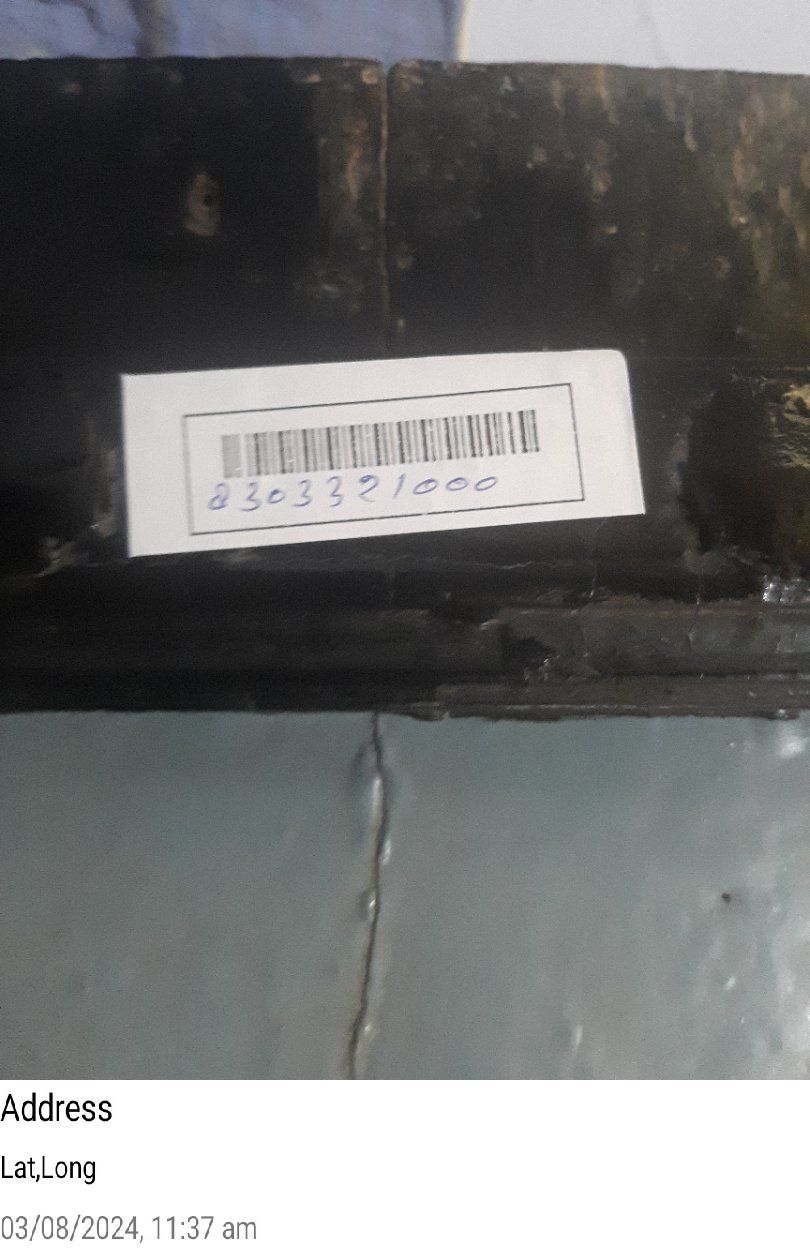 8303321000
Address
Lat,Long
03/08/2024, 11:37 am